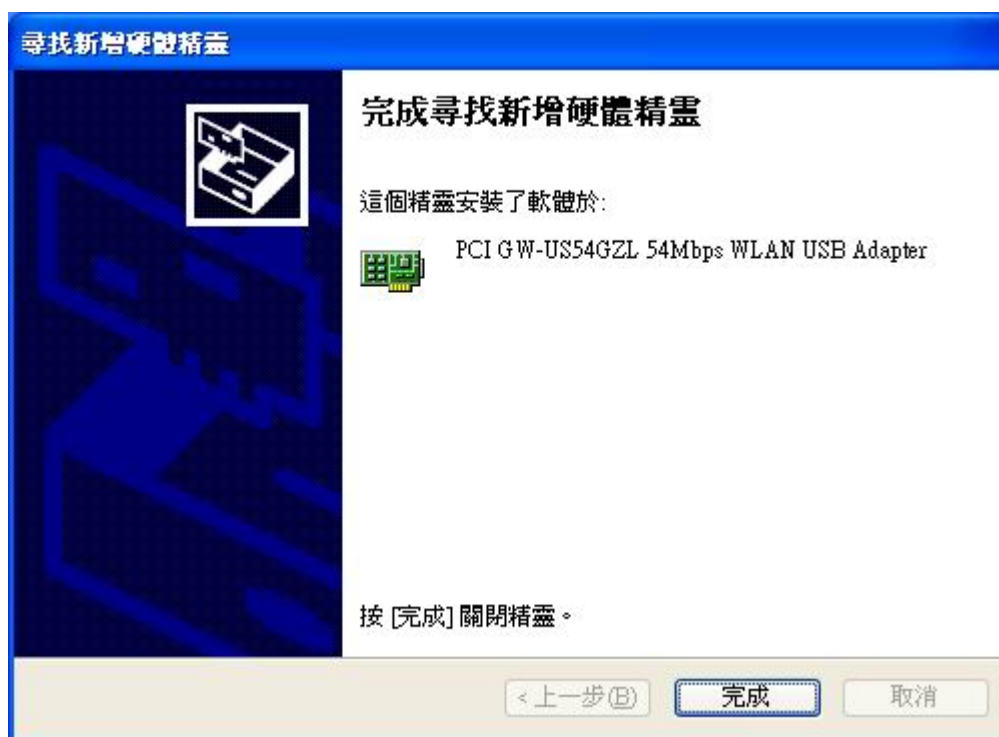 尋找新增硬體精靈
完成尋找新增硬體精靈
這個精靈安裝了軟體於:
PCI GW-US54GZL 54Mbps WLAN USB Adapter
按 [完成] 關閉精靈。
<上一步(B)
完成
取消